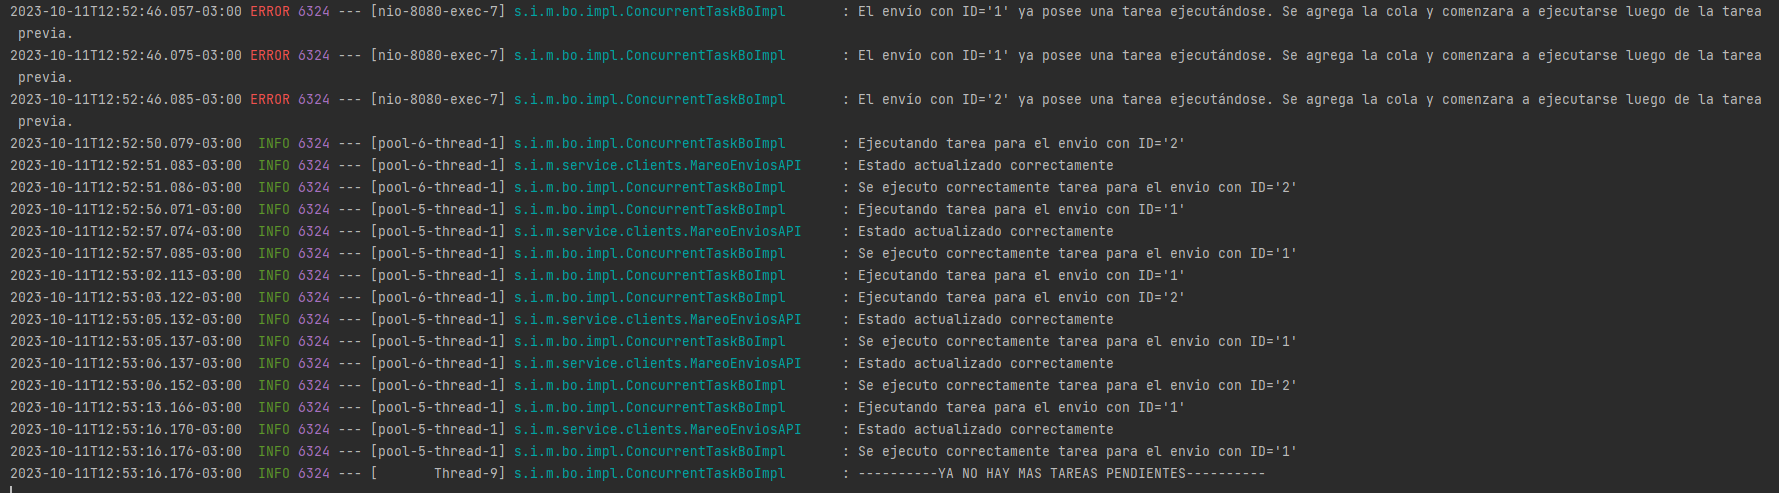 2023-10-11T12:52:46.057-03:00 ERROR 6324 --- [nio-8080-exec-7] s.i.m.bo.impl.ConcurrentTaskBoImpl       : El envío con ID='1' ya posee una tarea ejecutándose. Se agrega la cola y comenzara a ejecutarse luego de la tarea
previa.
2023-10-11T12:52:46.075-03:00 ERROR 6324 --- [nio-8080-exec-7] s.i.m.bo.impl.ConcurrentTaskBoImpl       : El envío con ID='1' ya posee una tarea ejecutándose. Se agrega la cola y comenzara a ejecutarse luego de la tarea
previa.
2023-10-11T12:52:46.085-03:00 ERROR 6324 --- [nio-8080-exec-7] s.i.m.bo.impl.ConcurrentTaskBoImpl       : El envío con ID='2' ya posee una tarea ejecutándose. Se agrega la cola y comenzara a ejecutarse luego de la tarea
previa.
2023-10-11T12:52:50.079-03:00  INFO 6324 --- [pool-6-thread-1] s.i.m.bo.impl.ConcurrentTaskBoImpl       : Ejecutando tarea para el envio con ID='2'
2023-10-11T12:52:51.083-03:00  INFO 6324 --- [pool-6-thread-1] s.i.m.service.clients.MareoEnviosAPI     : Estado actualizado correctamente
2023-10-11T12:52:51.086-03:00  INFO 6324 --- [pool-6-thread-1] s.i.m.bo.impl.ConcurrentTaskBoImpl       : Se ejecuto correctamente tarea para el envio con ID='2'
2023-10-11T12:52:56.071-03:00  INFO 6324 --- [pool-5-thread-1] s.i.m.bo.impl.ConcurrentTaskBoImpl       : Ejecutando tarea para el envio con ID='1'
2023-10-11T12:52:57.074-03:00  INFO 6324 --- [pool-5-thread-1] s.i.m.service.clients.MareoEnviosAPI     : Estado actualizado correctamente
2023-10-11T12:52:57.085-03:00  INFO 6324 --- [pool-5-thread-1] s.i.m.bo.impl.ConcurrentTaskBoImpl       : Se ejecuto correctamente tarea para el envio con ID='1'
2023-10-11T12:53:02.113-03:00  INFO 6324 --- [pool-5-thread-1] s.i.m.bo.impl.ConcurrentTaskBoImpl       : Ejecutando tarea para el envio con ID='1'
2023-10-11T12:53:03.122-03:00  INFO 6324 --- [pool-6-thread-1] s.i.m.bo.impl.ConcurrentTaskBoImpl       : Ejecutando tarea para el envio con ID='2'
2023-10-11T12:53:05.132-03:00  INFO 6324 --- [pool-5-thread-1] s.i.m.service.clients.MareoEnviosAPI     : Estado actualizado correctamente
2023-10-11T12:53:05.137-03:00  INFO 6324 --- [pool-5-thread-1] s.i.m.bo.impl.ConcurrentTaskBoImpl       : Se ejecuto correctamente tarea para el envio con ID='1'
2023-10-11T12:53:06.137-03:00  INFO 6324 --- [pool-6-thread-1] s.i.m.service.clients.MareoEnviosAPI     : Estado actualizado correctamente
2023-10-11T12:53:06.152-03:00  INFO 6324 --- [pool-6-thread-1] s.i.m.bo.impl.ConcurrentTaskBoImpl       : Se ejecuto correctamente tarea para el envio con ID='2'
2023-10-11T12:53:13.166-03:00  INFO 6324 --- [pool-5-thread-1] s.i.m.bo.impl.ConcurrentTaskBoImpl       : Ejecutando tarea para el envio con ID='1'
2023-10-11T12:53:16.170-03:00  INFO 6324 --- [pool-5-thread-1] s.i.m.service.clients.MareoEnviosAPI     : Estado actualizado correctamente
2023-10-11T12:53:16.176-03:00  INFO 6324 --- [pool-5-thread-1] s.i.m.bo.impl.ConcurrentTaskBoImpl       : Se ejecuto correctamente tarea para el envio con ID='1'
2023-10-11T12:53:16.176-03:00  INFO 6324 --- [       Thread-9] s.i.m.bo.impl.ConcurrentTaskBoImpl       : ----------YA NO HAY MAS TAREAS PENDIENTES----------